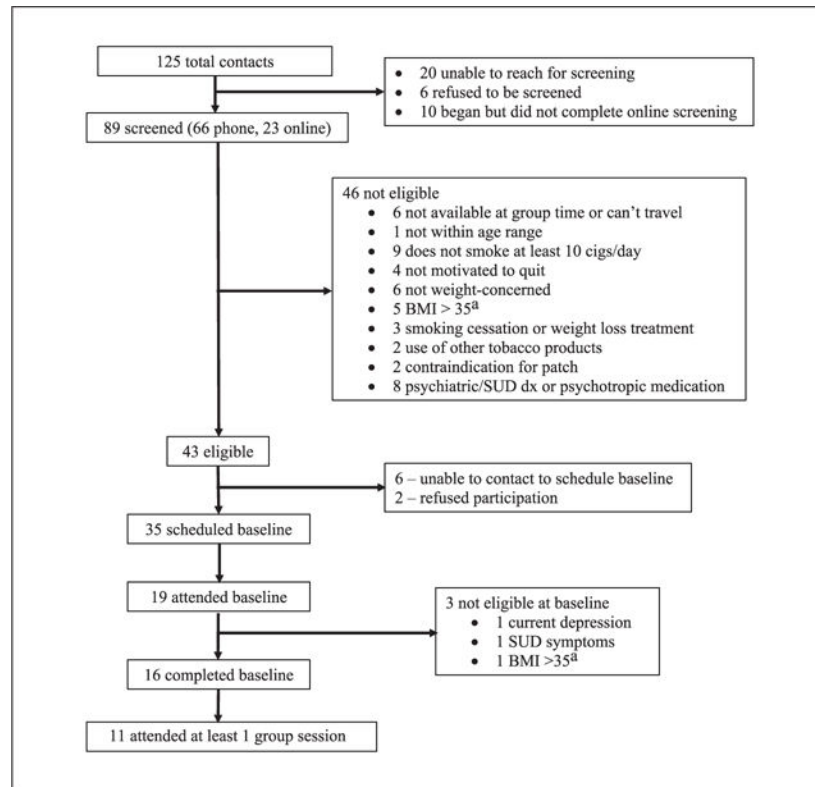 125 total contacts
• 20 unable to reach for screening
• 6 refused to be screened
• 10 began but did not complete online screening
89 screened (66 phone, 23 online)
46 not eligible
• 6 not available at group time or can’t travel
• 1 not within age range
• 9 does not smoke at least 10 cigs/day
• 4 not motivated to quit
• 6 not weight-concerned
• 5 BMI > 35ᵃ
• 3 smoking cessation or weight loss treatment
• 2 use of other tobacco products
• 2 contraindication for patch
• 8 psychiatric/SUD dx or psychotropic medication
43 eligible
6 – unable to contact to schedule baseline
2 – refused participation
35 scheduled baseline
19 attended baseline
3 not eligible at baseline
• 1 current depression
• 1 SUD symptoms
• 1 BMI >35ᵃ
16 completed baseline
11 attended at least 1 group session